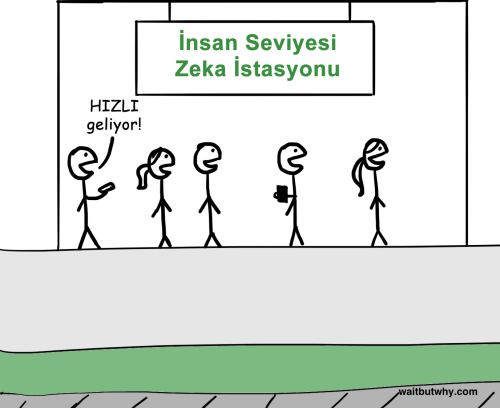 İnsan Seviyesi
Zeka İstasyonu
HIZLI
geliyor!
waitbutwhy.com